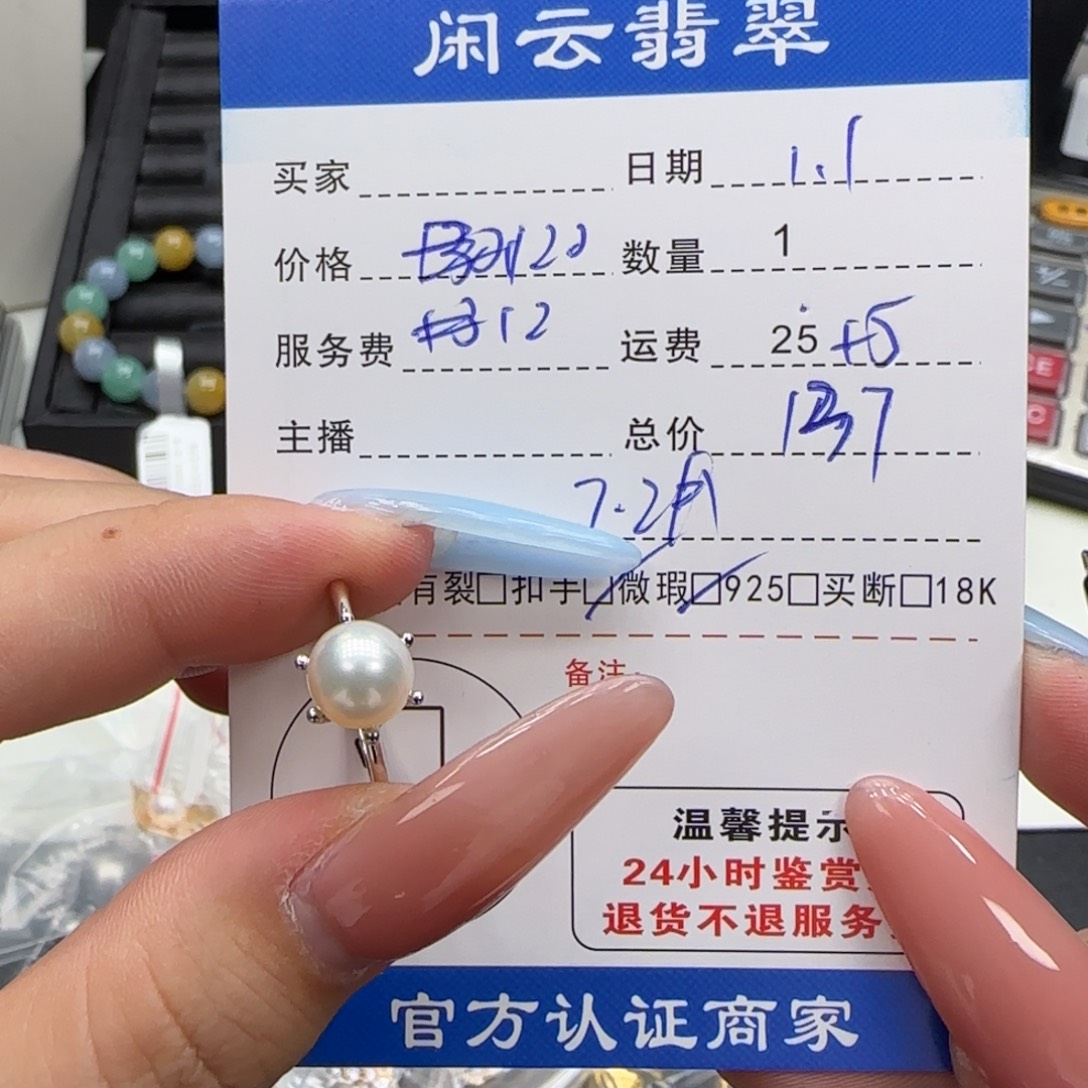 闲云翡翠
买家 日期 1.1
价格 120 数量 1
服务费 12 运费 25 +5
主播 总价 137
7.2
有裂□扣手□微瑕□925□买断□18K
备注
温馨提示
24小时鉴赏
退货不退服务
官方认证商家